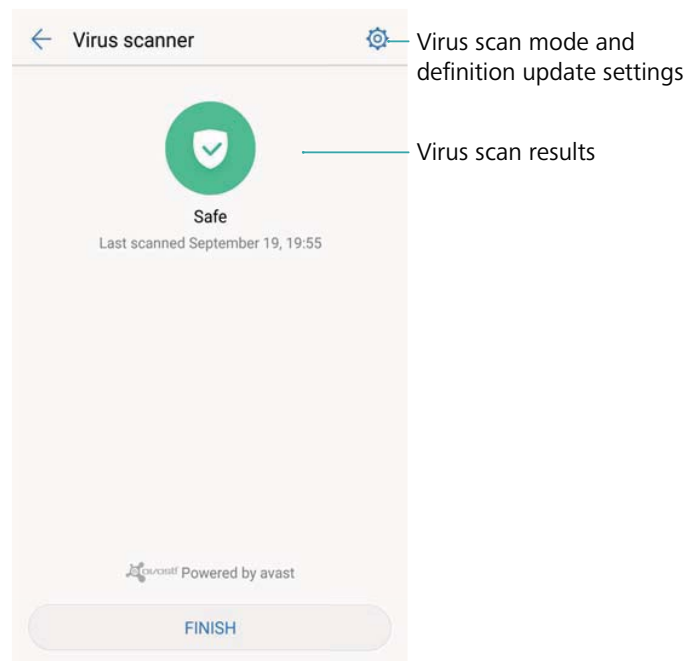 Virus scanner
Virus scan mode and
definition update settings
Virus scan results
Safe
Last scanned September 19, 19:55
avast! Powered by avast
FINISH